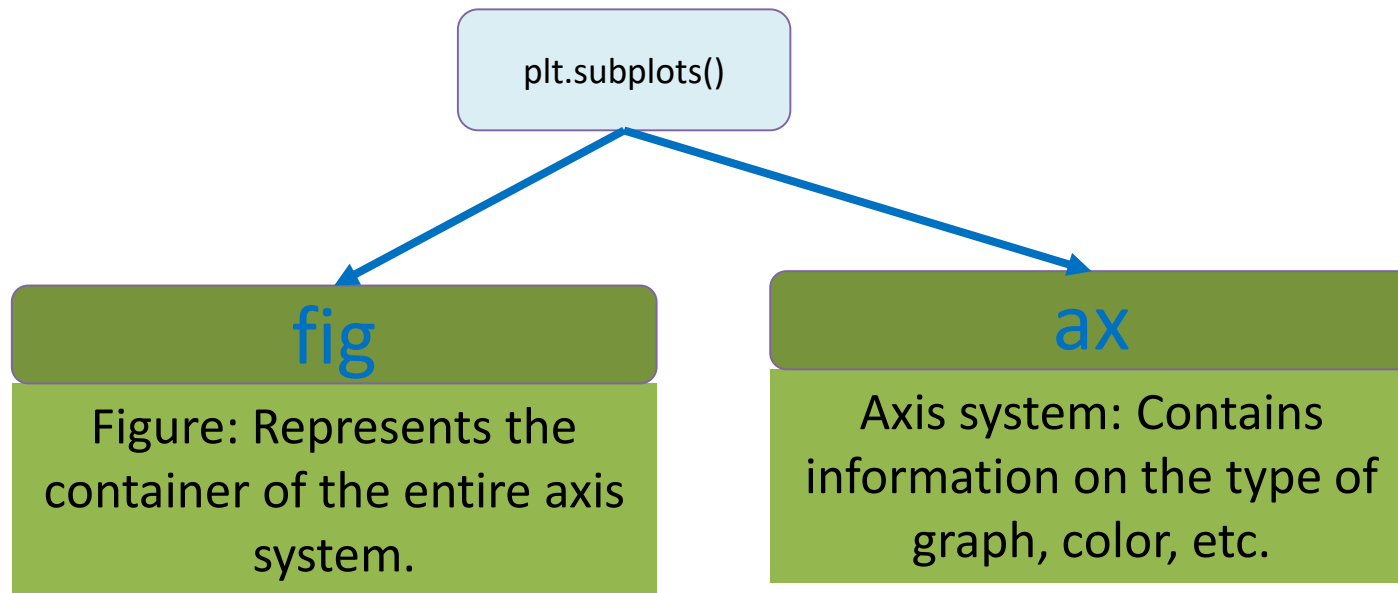 plt.subplots()
fig
Figure: Represents the
container of the entire axis
system.
ax
Axis system: Contains
information on the type of
graph, color, etc.